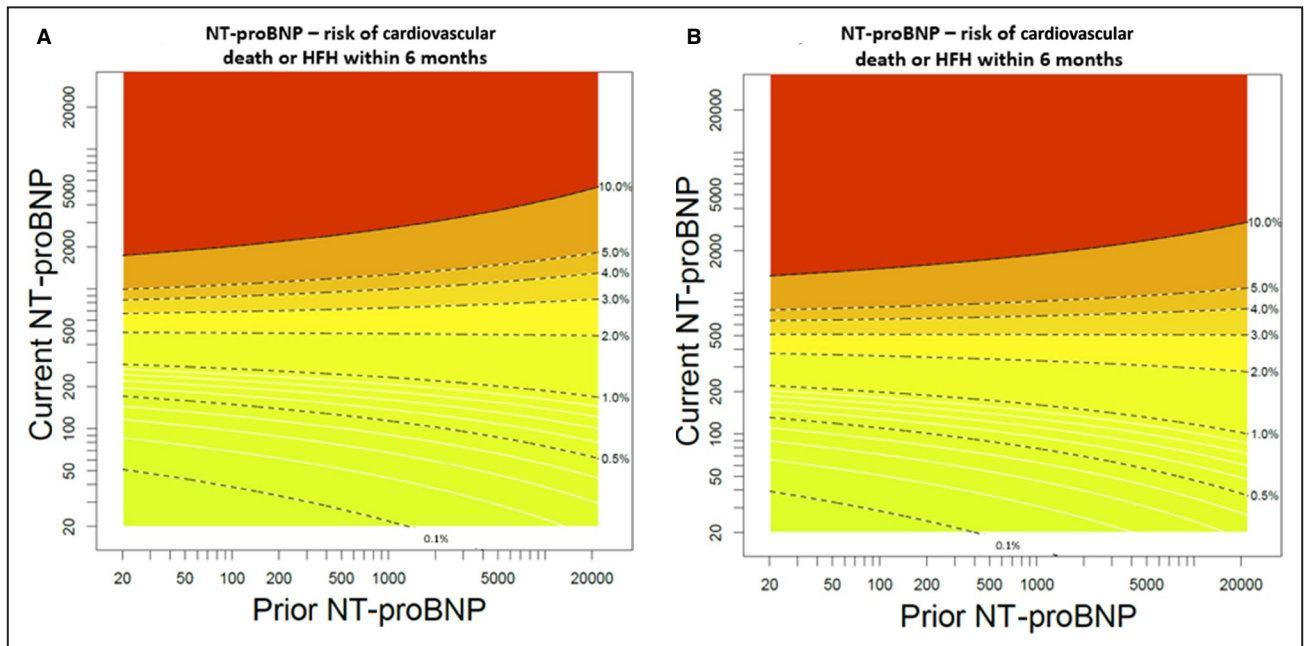 A
NT-proBNP – risk of cardiovascular
death or HFH within 6 months
Current NT-proBNP
20000
5000
2000
500
200
100
50
20
10.0%
5.0%
4.0%
3.0%
2.0%
1.0%
0.5%
0.1%
20 50 100 200 500 1000 5000 20000
Prior NT-proBNP
B
NT-proBNP – risk of cardiovascular
death or HFH within 6 months
Current NT-proBNP
20000
5000
2000
500
200
100
50
20
10.0%
5.0%
4.0%
3.0%
2.0%
1.0%
0.5%
0.1%
20 50 100 200 500 1000 5000 20000
Prior NT-proBNP